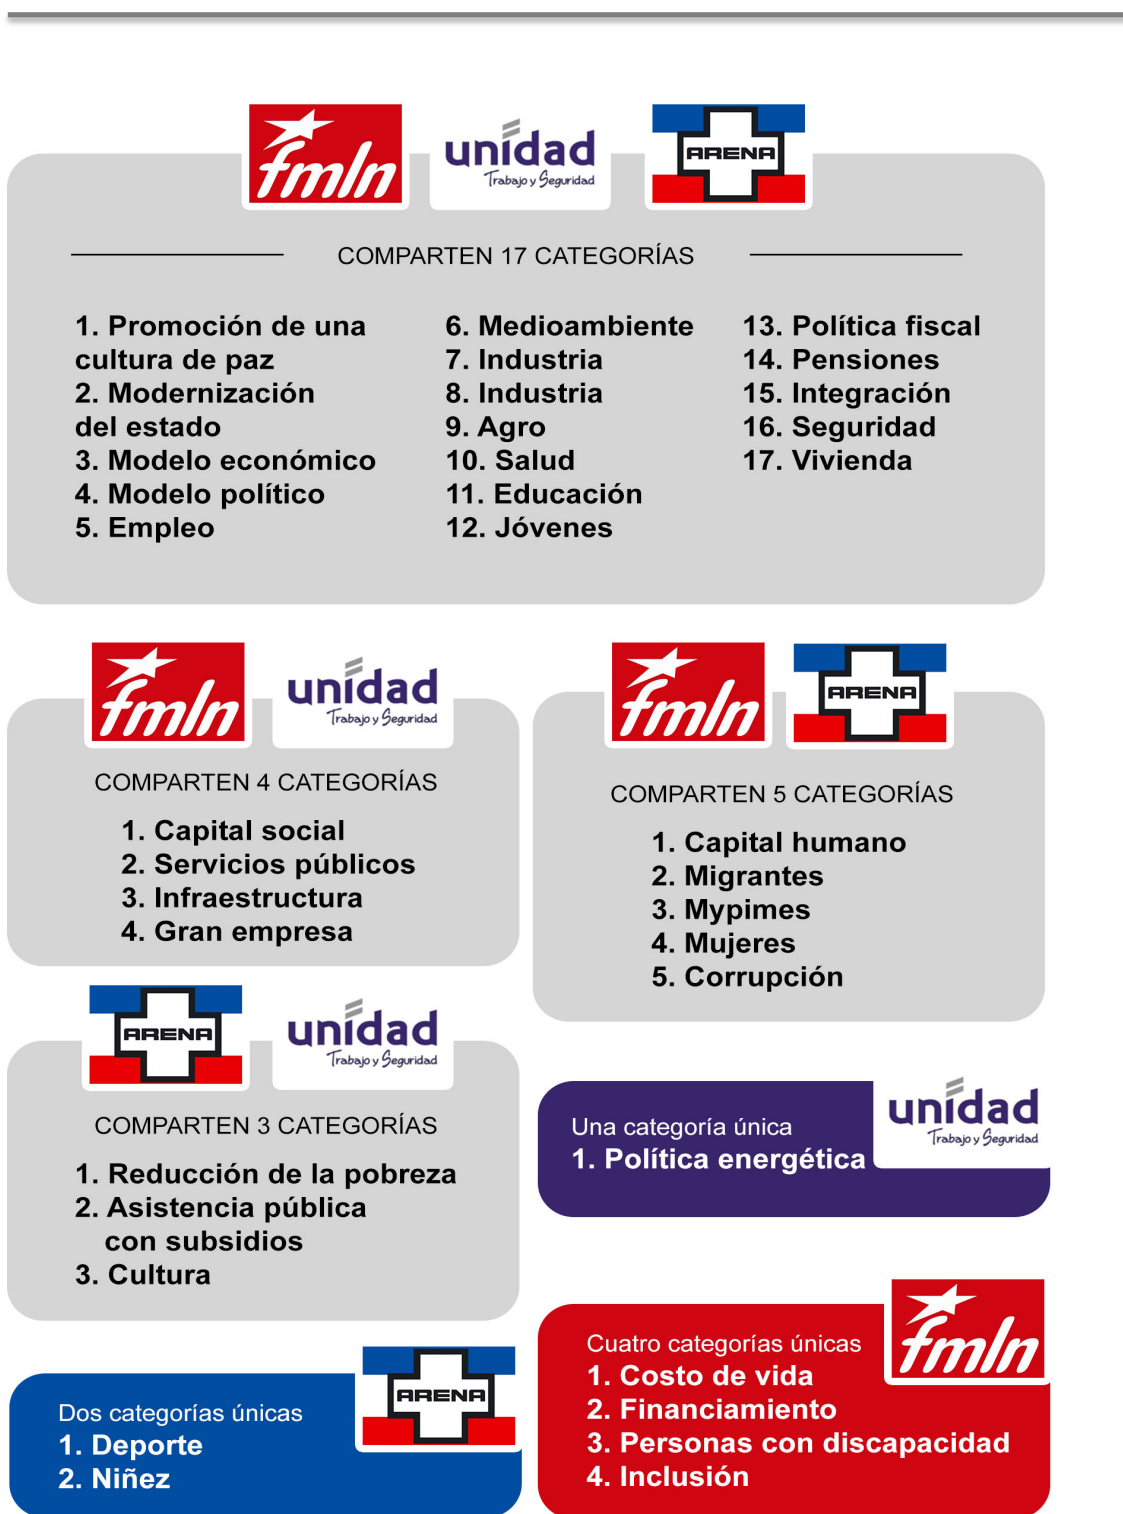 fmln
unidad
Trabajo y Seguridad
ARENA
COMPARTEN 17 CATEGORÍAS
1. Promoción de una
cultura de paz
2. Modernización
del estado
3. Modelo económico
4. Modelo político
5. Empleo
6. Medioambiente
7. Industria
8. Industria
9. Agro
10. Salud
11. Educación
12. Jóvenes
13. Política fiscal
14. Pensiones
15. Integración
16. Seguridad
17. Vivienda
fmln
unidad
Trabajo y Seguridad
COMPARTEN 4 CATEGORÍAS
1. Capital social
2. Servicios públicos
3. Infraestructura
4. Gran empresa
fmln
ARENA
COMPARTEN 5 CATEGORÍAS
1. Capital humano
2. Migrantes
3. Mypimes
4. Mujeres
5. Corrupción
ARENA
unidad
Trabajo y Seguridad
COMPARTEN 3 CATEGORÍAS
1. Reducción de la pobreza
2. Asistencia pública
con subsidios
3. Cultura
unidad
Trabajo y Seguridad
Una categoría única
1. Política energética
ARENA
Dos categorías únicas
1. Deporte
2. Niñez
fmln
Cuatro categorías únicas
1. Costo de vida
2. Financiamiento
3. Personas con discapacidad
4. Inclusión